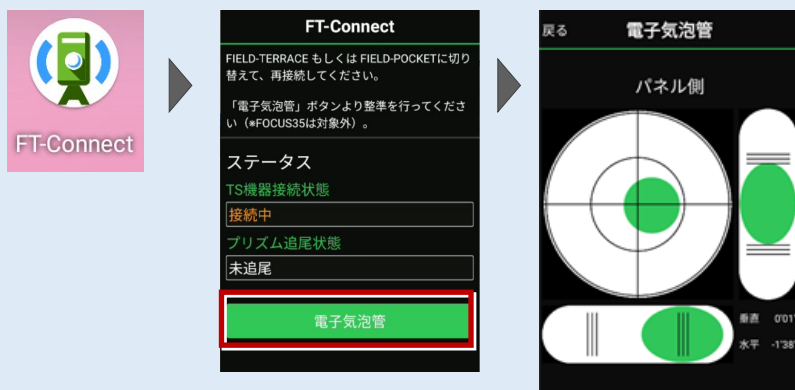 FT-Connect
FT-Connect
FIELD-TERRACE もしくは FIELD-POCKETに切り
替えて、再接続してください。
「電子気泡管」ボタンより整準を行ってくださ
い（※FOCUS35は対象外）。
ステータス
TS機器接続状態
接続中
プリズム追尾状態
未追尾
電子気泡管
戻る
電子気泡管
パネル側
垂直 0'01"
水平 -1'38"